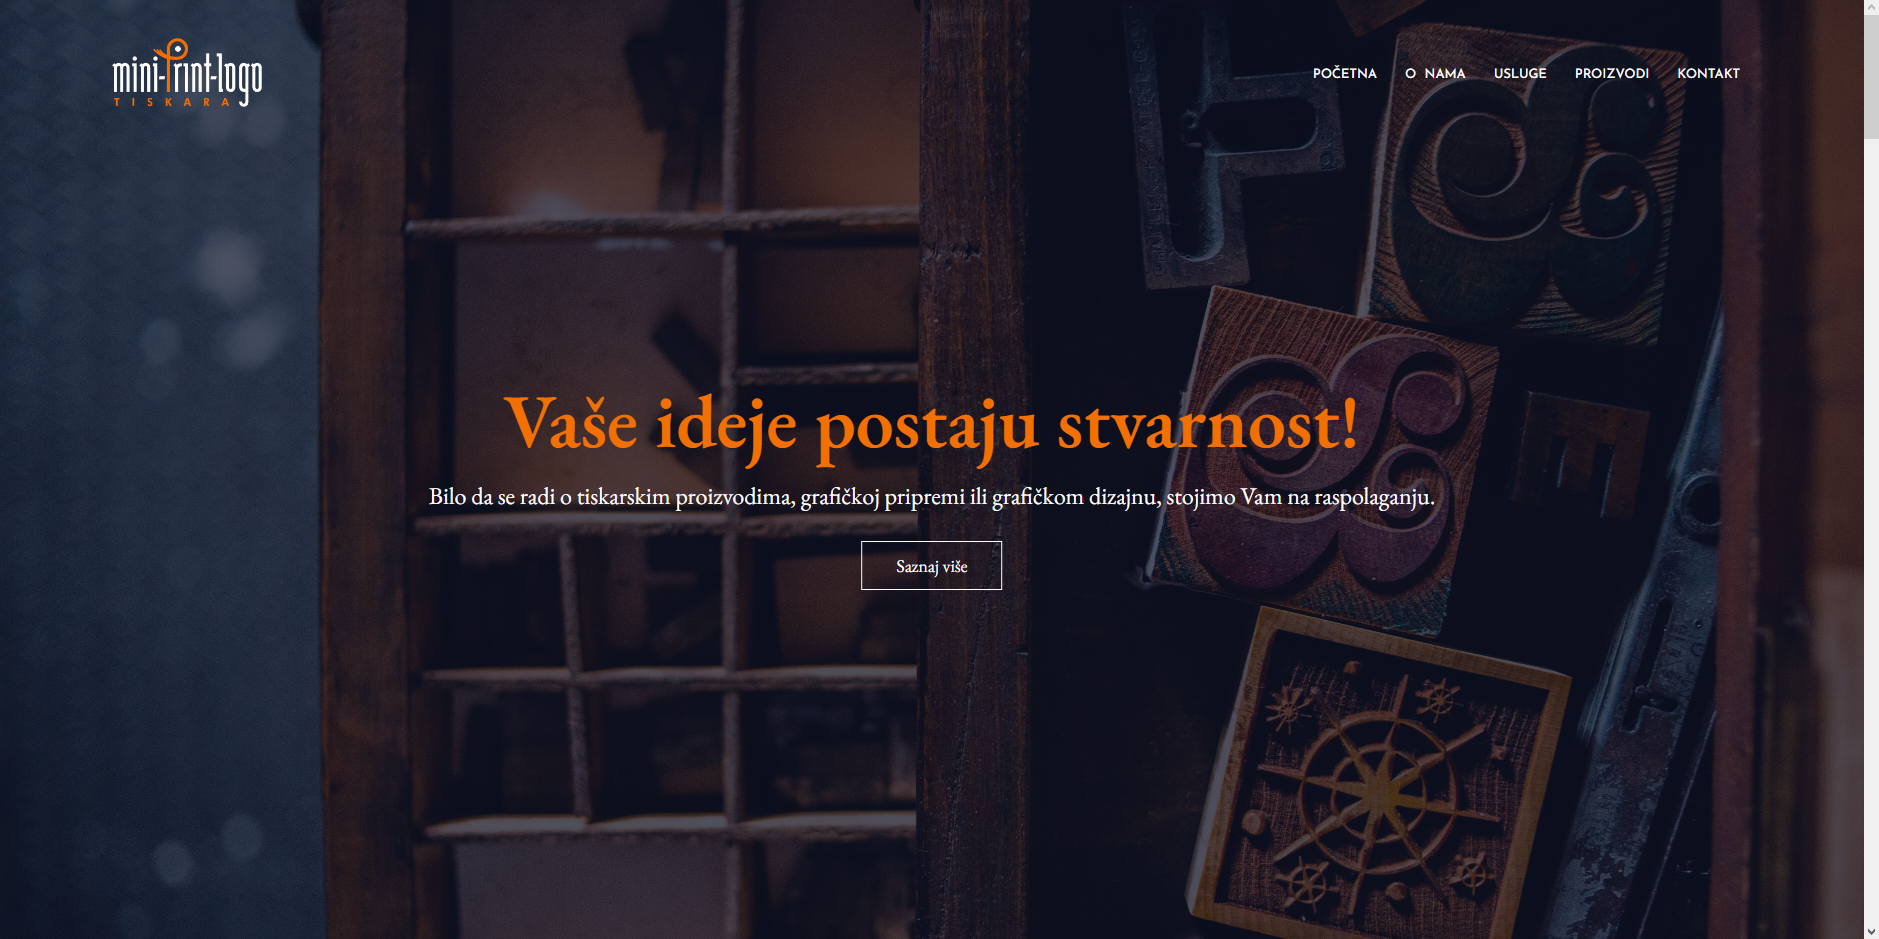 mini-Print-logo
TISKARA
POČETNA O NAMA USLUGE PROIZVODI KONTAKT
Vaše ideje postaju stvarnost!
Bilo da se radi o tiskarskim proizvodima, grafičkoj pripremi ili grafičkom dizajnu, stojimo Vam na raspolaganju.
Saznaj više